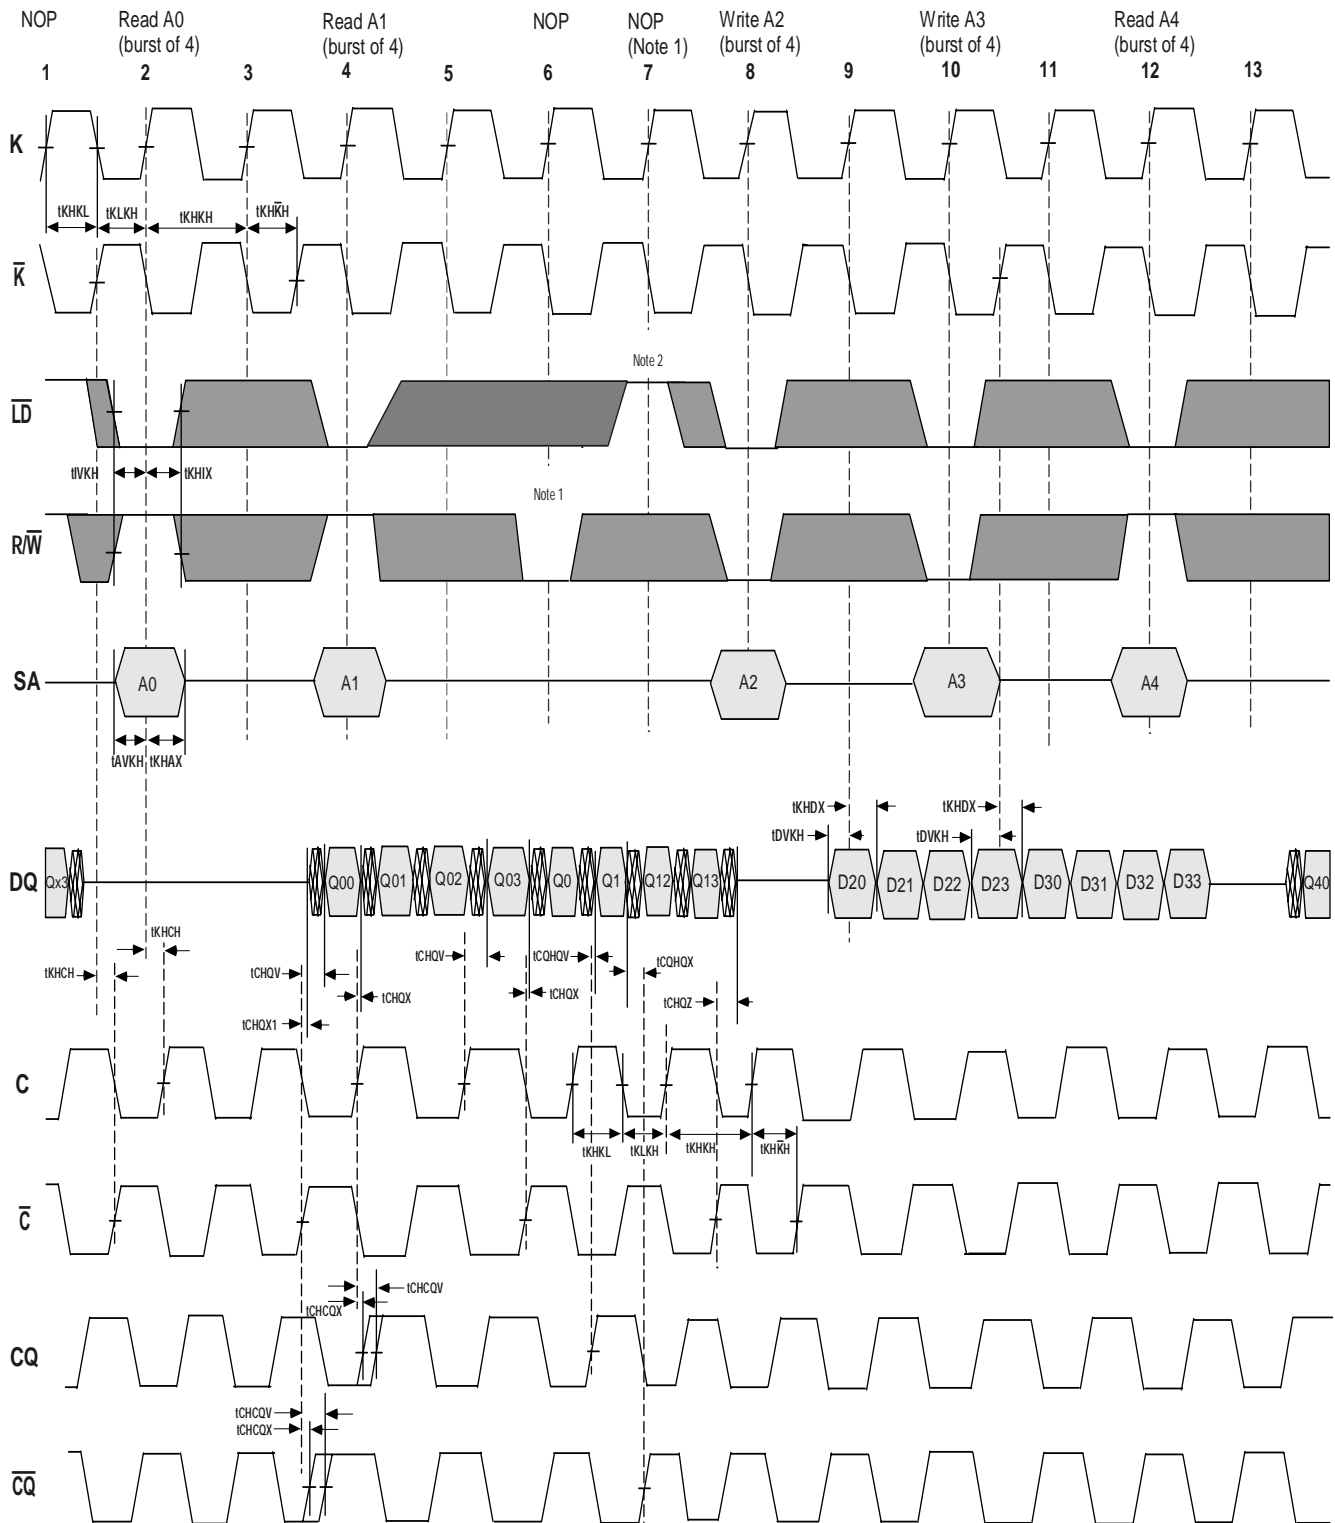 NOP Read A0 Read A1 NOP NOP Write A2 Write A3 Read A4
(burst of 4) (burst of 4) (Note 1) (burst of 4) (burst of 4) (burst of 4)
1 2 3 4 5 6 7 8 9 10 11 12 13
K
tKHKL tKLKH tKHKH tKHK̅H
K̅
Note 2
L̅D̅
tIVKH tKHIX
Note 1
R/W̅
SA A0 A1 A2 A3 A4
tAVKH tKHAX
tKHDX tKHDX
tDVKH tDVKH
DQ Qx3 Q00 Q01 Q02 Q03 Q0 Q1 Q12 Q13 D20 D21 D22 D23 D30 D31 D32 D33 Q40
tKHCH
tKHCH tCHQV tCHQV tCQHQV tCQHQX
tCHQX tCHQX tCHQZ
tCHQX1
C
tKHKL tKLKH tKHKH tKHK̅H
C̅
tCHCQV
tCHCQX
CQ
tCHCQV
tCHCQX
C̅Q̅